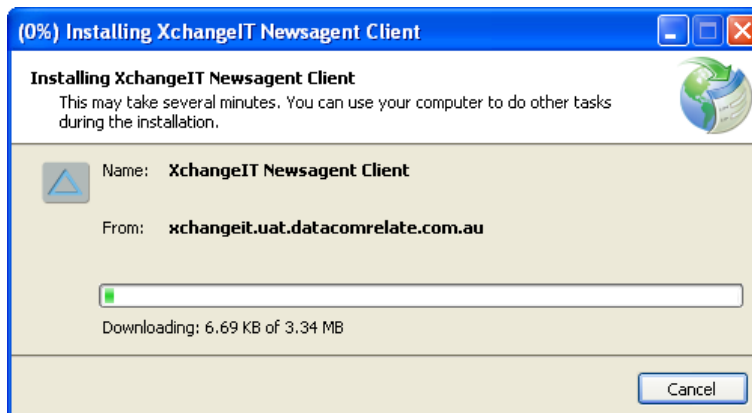 (0%) Installing XchangeIT Newsagent Client
Installing XchangeIT Newsagent Client
This may take several minutes. You can use your computer to do other tasks
during the installation.
Name: XchangeIT Newsagent Client
From: xchangeit.uat.datacomrelate.com.au
Downloading: 6.69 KB of 3.34 MB
Cancel